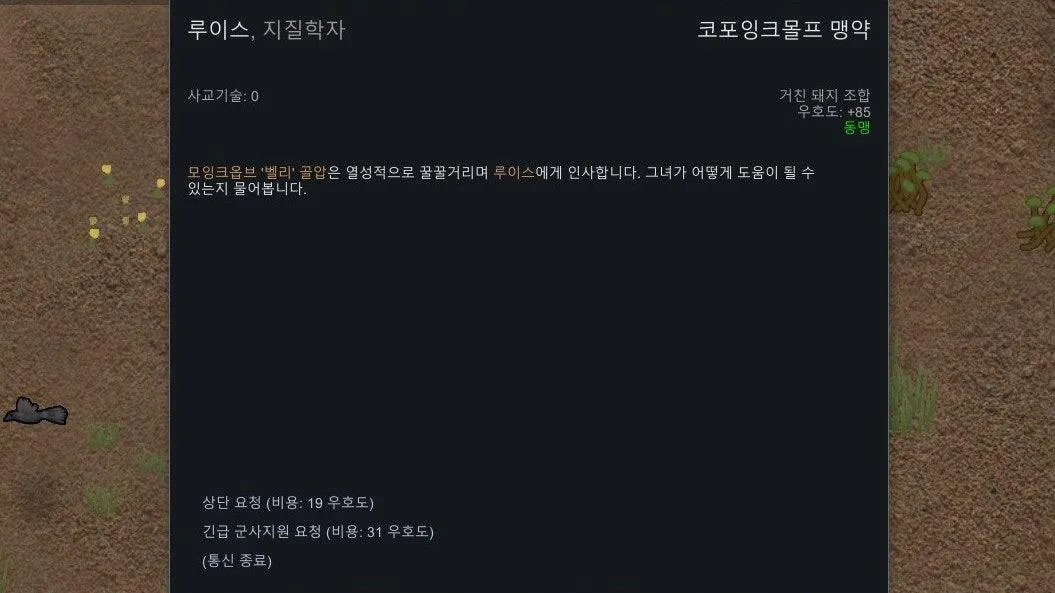 루이스, 지질학자
코포잉크몰프 맹약
사교기술: 0
거친 돼지 조합
우호도: +85
동맹
모잉크옵브 '벨리' 골압은 열성적으로 꿀꿀거리며 루이스에게 인사합니다. 그녀가 어떻게 도움이 될 수
있는지 물어봅니다.
상단 요청 (비용: 19 우호도)
긴급 군사지원 요청 (비용: 31 우호도)
(통신 종료)